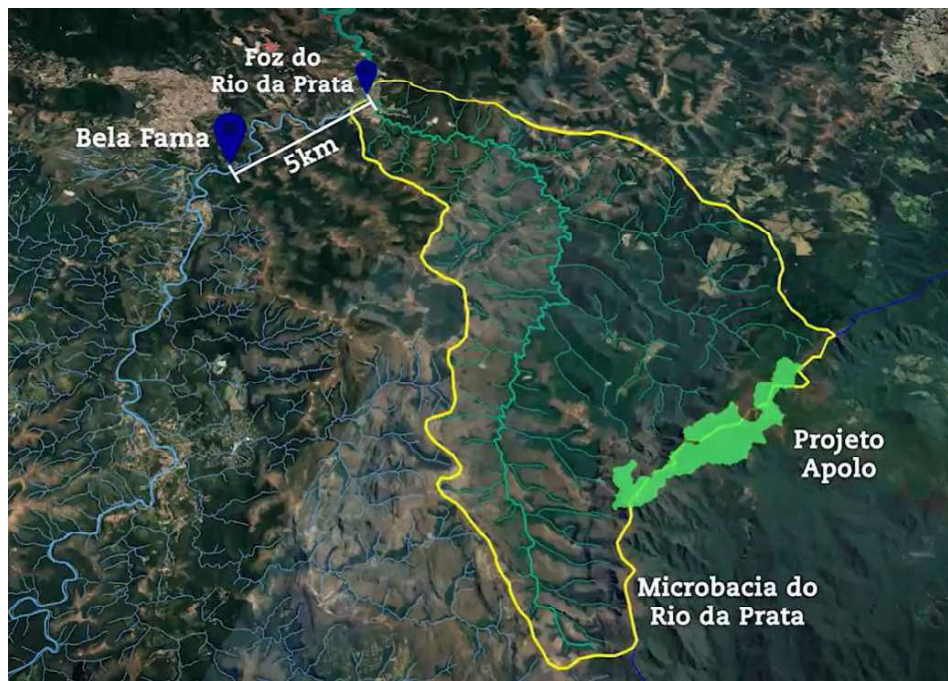 Foz do
Rio da Prata
Bela Fama
5km
Projeto
Apolo
Microbacia do
Rio da Prata